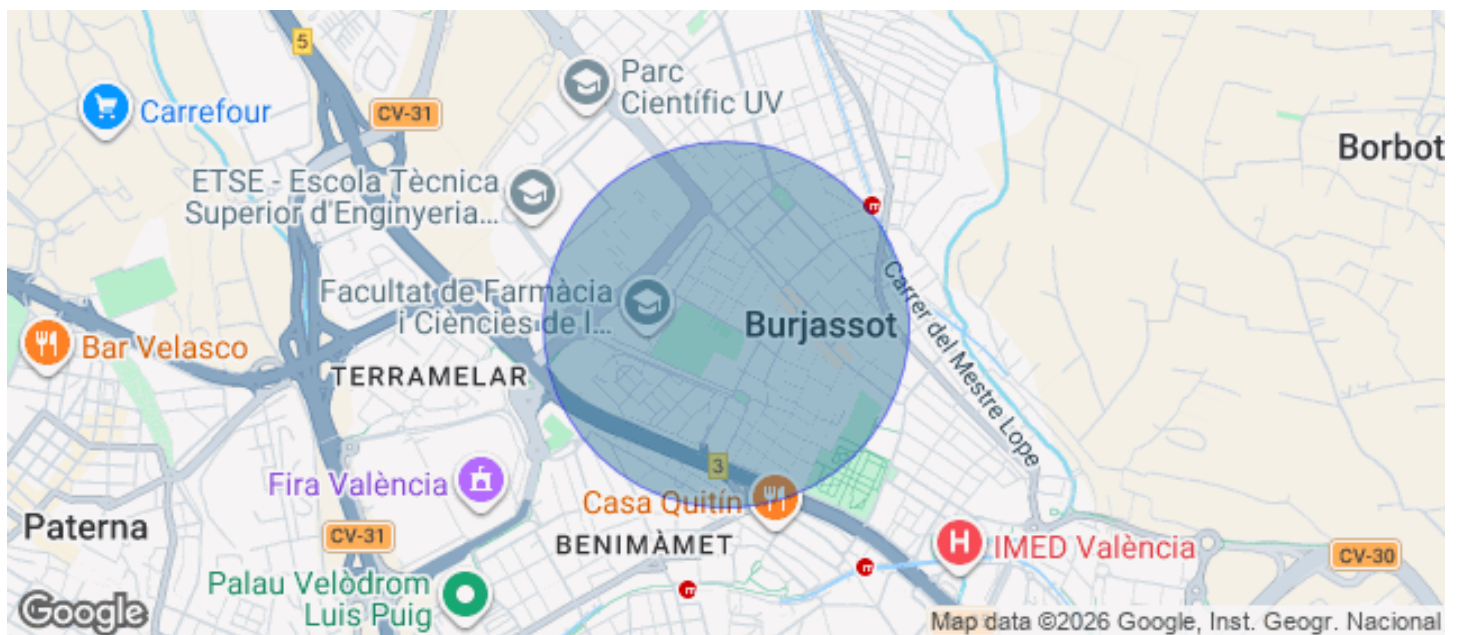 5
Parc
Científic UV
Carrefour
CV-31
Borbot
ETSE - Escola Tècnica
Superior d'Enginyeria...
Facultat de Farmàcia
i Ciències de l...
Burjassot
Carrer del Mestre Lope
Bar Velasco
TERRAMELAR
3
Fira València
Casa Quitín
Paterna
CV-31
BENIMÀMET
H
IMED València
CV-30
Palau Velòdrom
Luis Puig
Google
Map data ©2026 Google, Inst. Geogr. Nacional